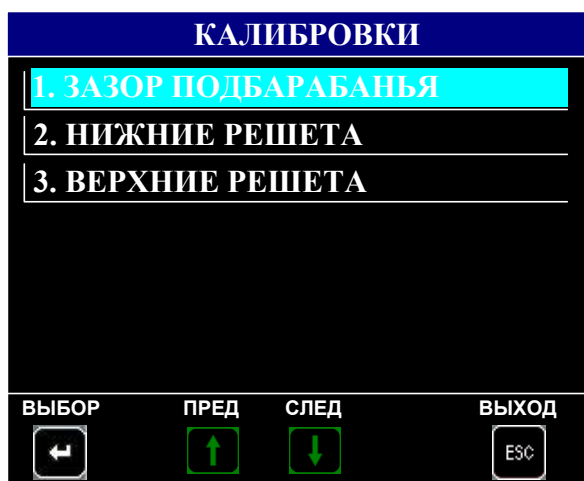 КАЛИБРОВКИ
1. ЗАЗОР ПОДБАРАБАНЬЯ
2. НИЖНИЕ РЕШЕТА
3. ВЕРХНИЕ РЕШЕТА
ВЫБОР ПРЕД СЛЕД ВЫХОД
ESC